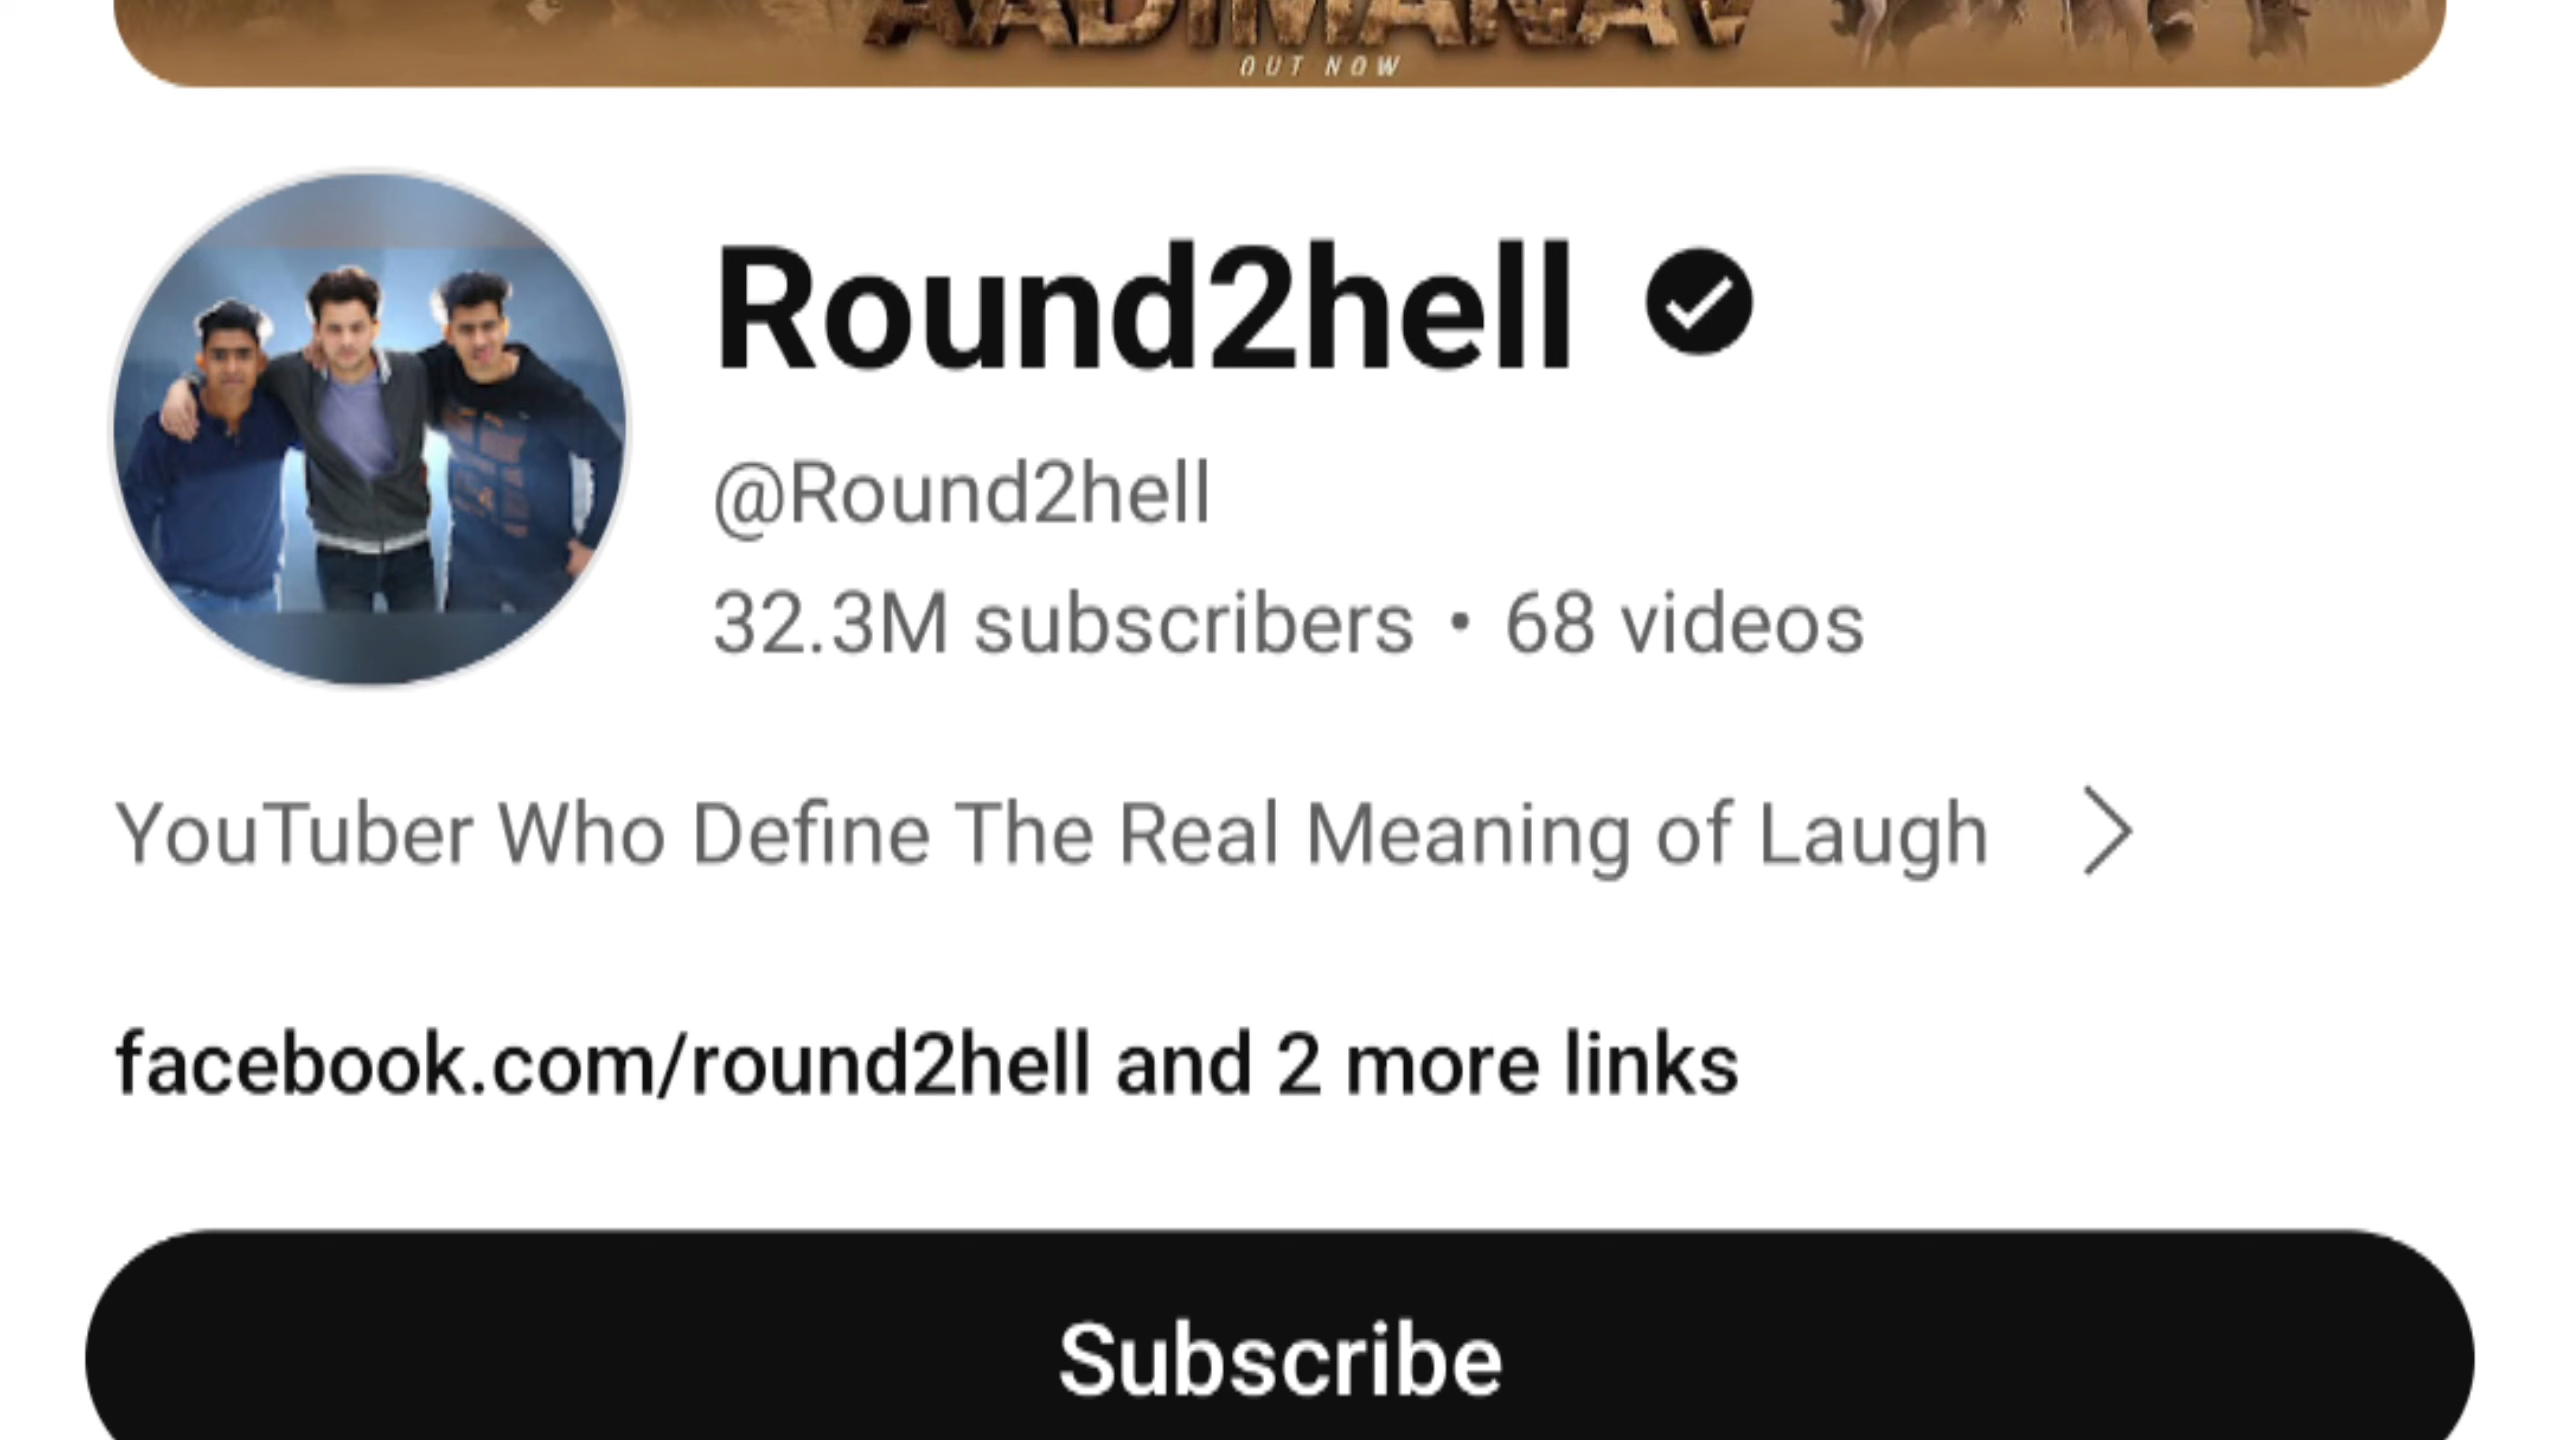 AADIMANAV
OUT NOW
Round2hell
@Round2hell
32.3M subscribers • 68 videos
YouTuber Who Define The Real Meaning of Laugh
facebook.com/round2hell and 2 more links
Subscribe